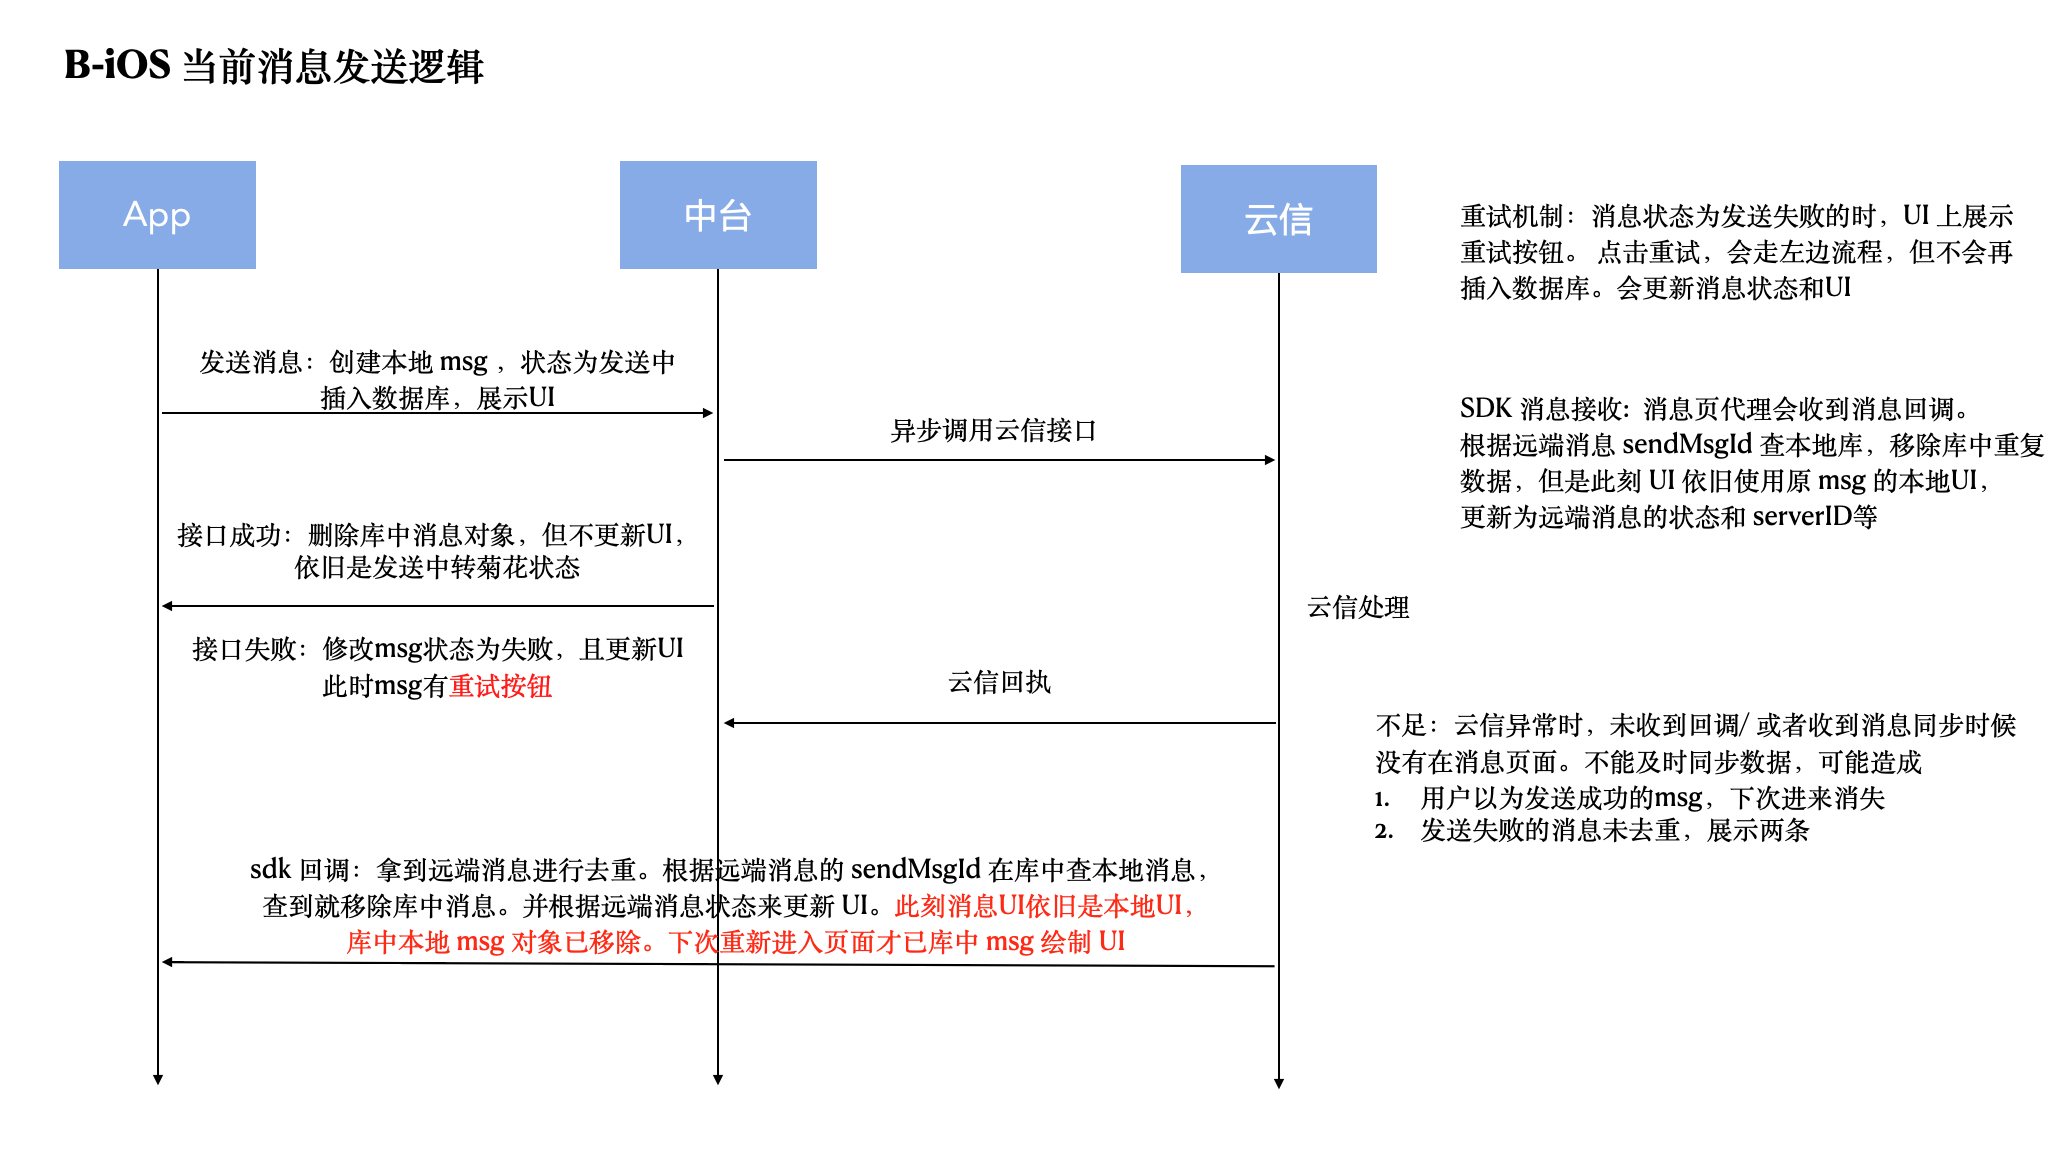 B-iOS 当前消息发送逻辑
App
中台
云信
重试机制：消息状态为发送失败的时，UI 上展示
重试按钮。 点击重试，会走左边流程，但不会再
插入数据库。会更新消息状态和UI
发送消息：创建本地 msg ，状态为发送中
插入数据库，展示UI
异步调用云信接口
SDK 消息接收: 消息页代理会收到消息回调。
根据远端消息 sendMsgId 查本地库，移除库中重复
数据，但是此刻 UI 依旧使用原 msg 的本地UI，
更新为远端消息的状态和 serverID等
接口成功：删除库中消息对象，但不更新UI，
依旧是发送中转菊花状态
云信处理
接口失败：修改msg状态为失败，且更新UI
此时msg有重试按钮
云信回执
不足：云信异常时，未收到回调/ 或者收到消息同步时候
没有在消息页面。不能及时同步数据，可能造成
1. 用户以为发送成功的msg，下次进来消失
2. 发送失败的消息未去重，展示两条
sdk 回调：拿到远端消息进行去重。根据远端消息的 sendMsgId 在库中查本地消息，
查到就移除库中消息。并根据远端消息状态来更新 UI。此刻消息UI依旧是本地UI，
库中本地 msg 对象已移除。下次重新进入页面才已库中 msg 绘制 UI